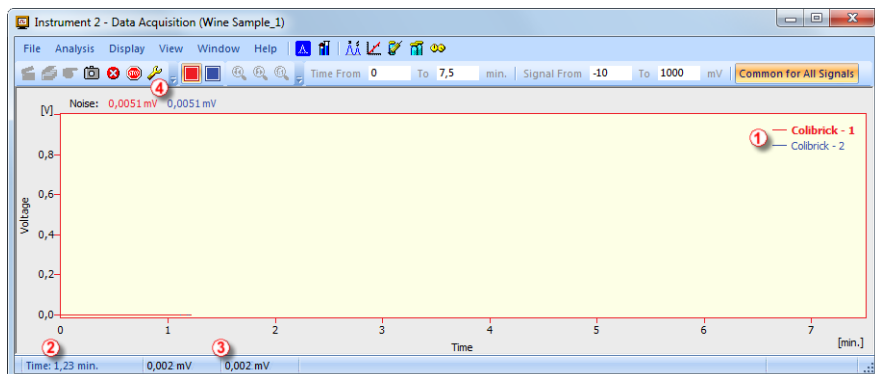 Instrument 2 - Data Acquisition (Wine Sample_1)
File Analysis Display View Window Help
Time From 0 To 7,5 min. Signal From -10 To 1000 mV Common for All Signals
4
[V] Noise: 0,0051 mV 0,0051 mV
1 Colibrick - 1
Colibrick - 2
0,8
0,6
Voltage
0,4
0,2
0,0
0 1 2 3 4 5 6 7
Time [min.]
2 3
Time: 1,23 min. 0,002 mV 0,002 mV